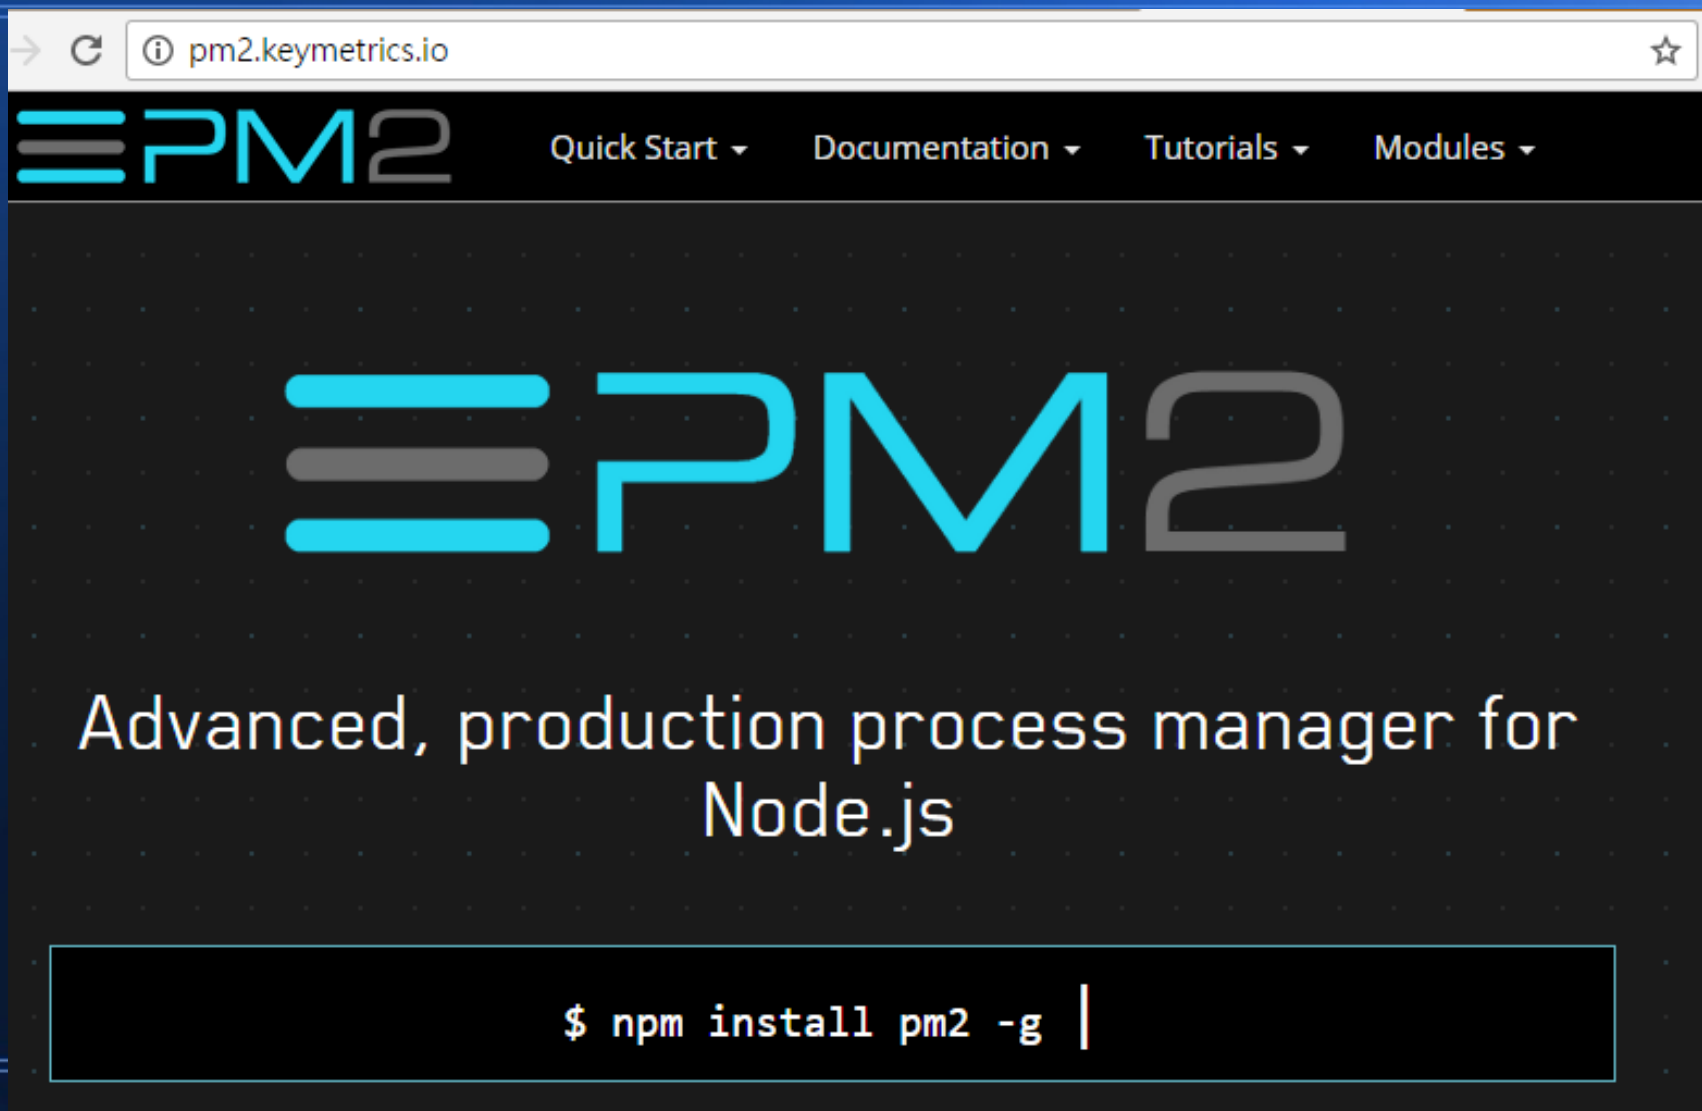 pm2.keymetrics.io
PM2 Quick Start Documentation Tutorials Modules
PM2
Advanced, production process manager for
Node.js
$ npm install pm2 -g